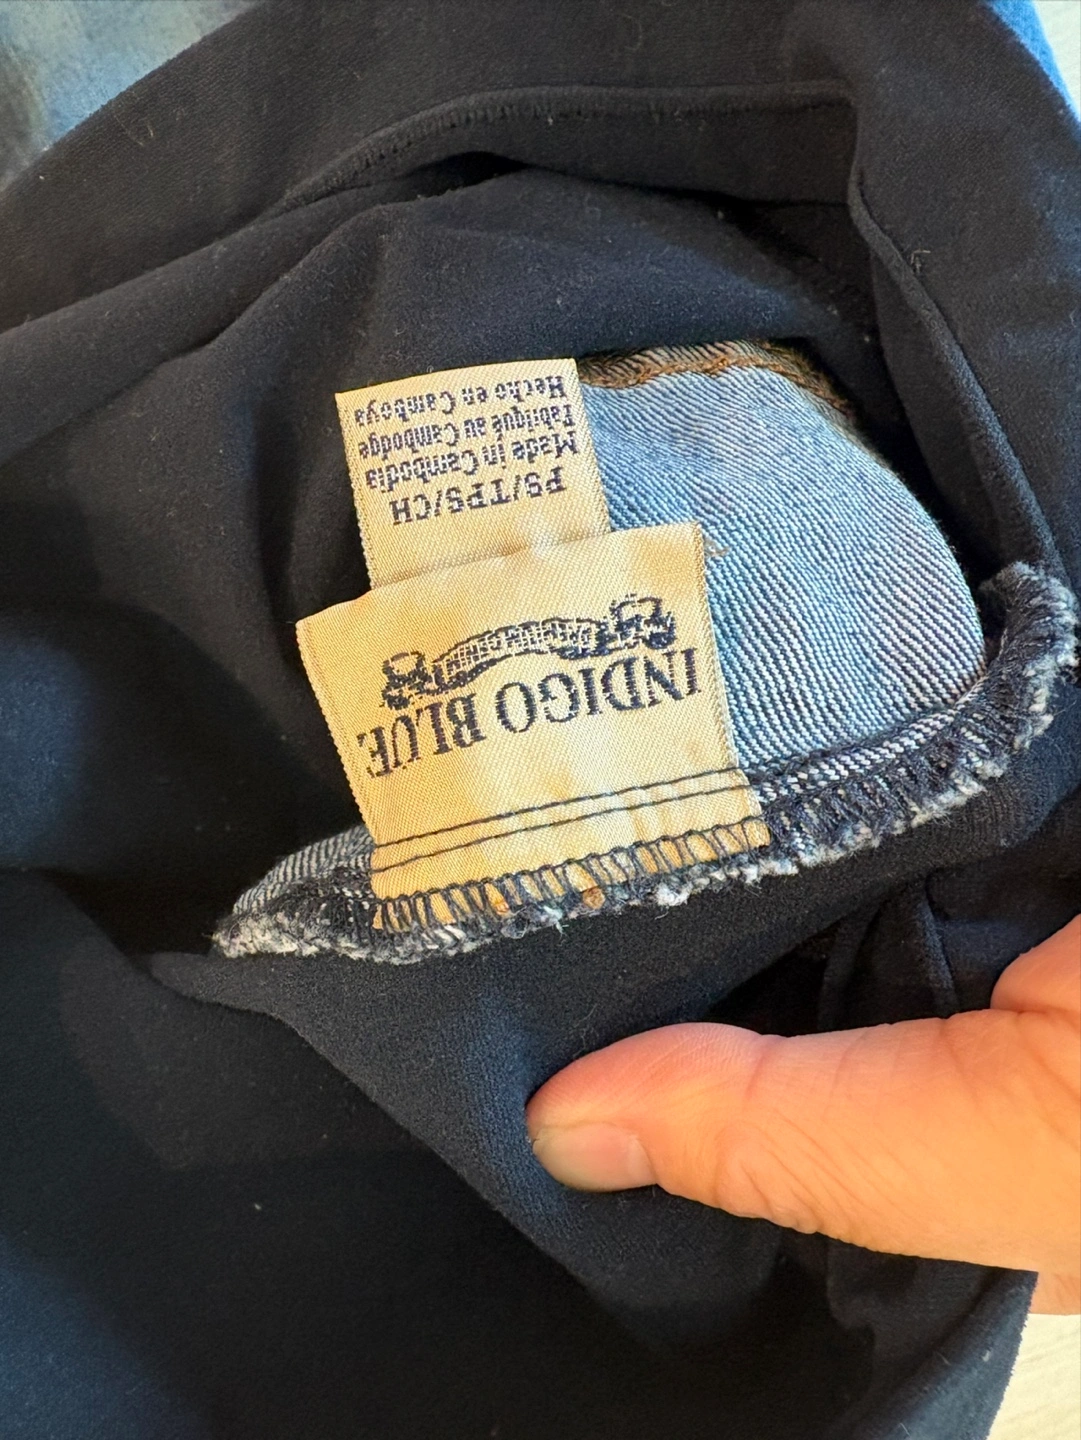 INDIGO BLUE.
PS/TPS/CH
Made in Cambodia
Fabriqué au Cambodge
Hecho en Camboya